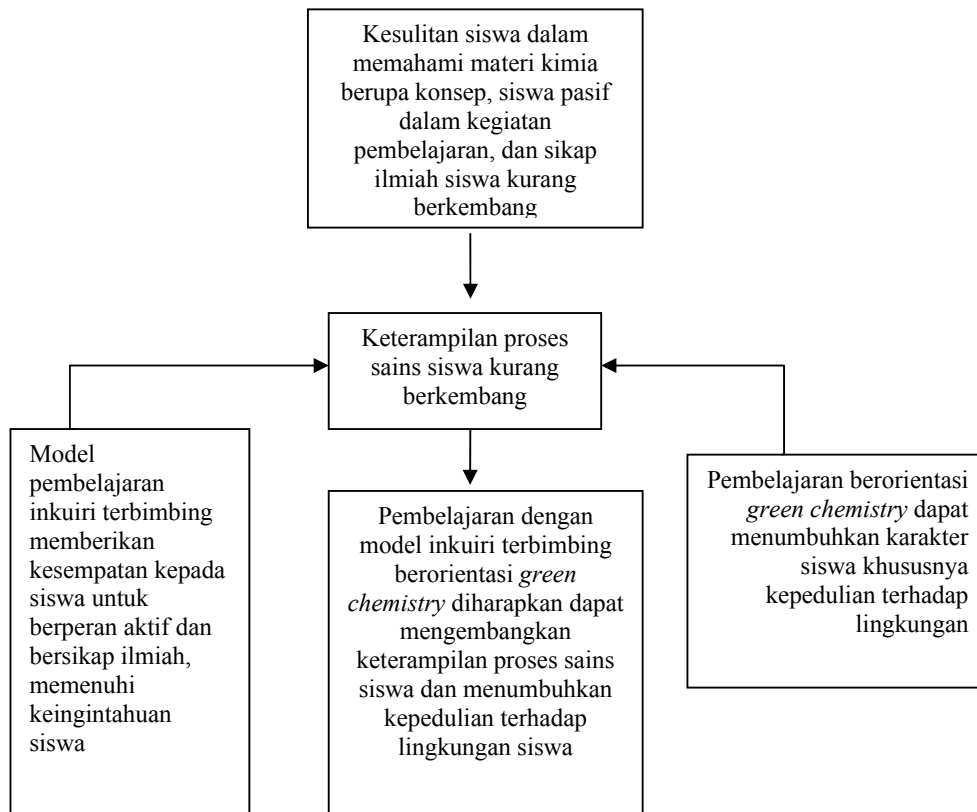 Kesulitan siswa dalam
memahami materi kimia
berupa konsep, siswa pasif
dalam kegiatan
pembelajaran, dan sikap
ilmiah siswa kurang
berkembang
Keterampilan proses
sains siswa kurang
berkembang
Model
pembelajaran
inkuiri terbimbing
memberikan
kesempatan kepada
siswa untuk
berperan aktif dan
bersikap ilmiah,
memenuhi
keingintahuan
siswa
Pembelajaran dengan
model inkuiri terbimbing
berorientasi green
chemistry diharapkan dapat
mengembangkan
keterampilan proses sains
siswa dan menumbuhkan
kepedulian terhadap
lingkungan siswa
Pembelajaran berorientasi
green chemistry dapat
menumbuhkan karakter
siswa khususnya
kepedulian terhadap
lingkungan